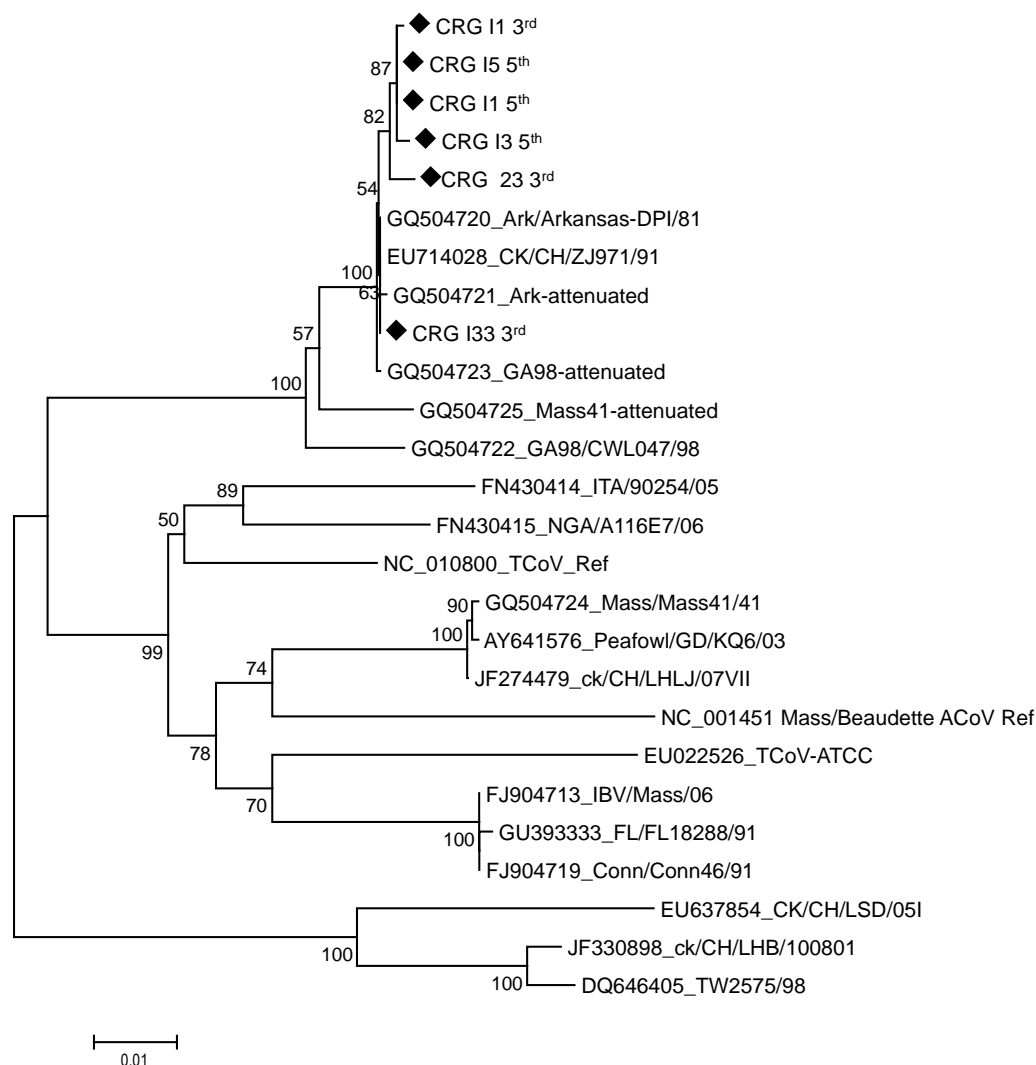 CRG I1 3rd
CRG I5 5th
87
CRG I1 5th
82
CRG I3 5th
CRG 23 3rd
54
GQ504720_Ark/Arkansas-DPI/81
EU714028_CK/CH/ZJ971/91
100
63
GQ504721_Ark-attenuated
CRG I33 3rd
57
GQ504723_GA98-attenuated
100
GQ504725_Mass41-attenuated
GQ504722_GA98/CWL047/98
FN430414_ITA/90254/05
89
50
FN430415_NGA/A116E7/06
NC_010800_TCoV_Ref
GQ504724_Mass/Mass41/41
90
100
AY641576_Peafowl/GD/KQ6/03
99
74
JF274479_ck/CH/LHLJ/07VII
NC_001451 Mass/Beaudette ACoV Ref
78
EU022526_TCoV-ATCC
FJ904713_IBV/Mass/06
70
GU393333_FL/FL18288/91
100
FJ904719_Conn/Conn46/91
EU637854_CK/CH/LSD/05I
100
JF330898_ck/CH/LHB/100801
100
DQ646405_TW2575/98
0.01